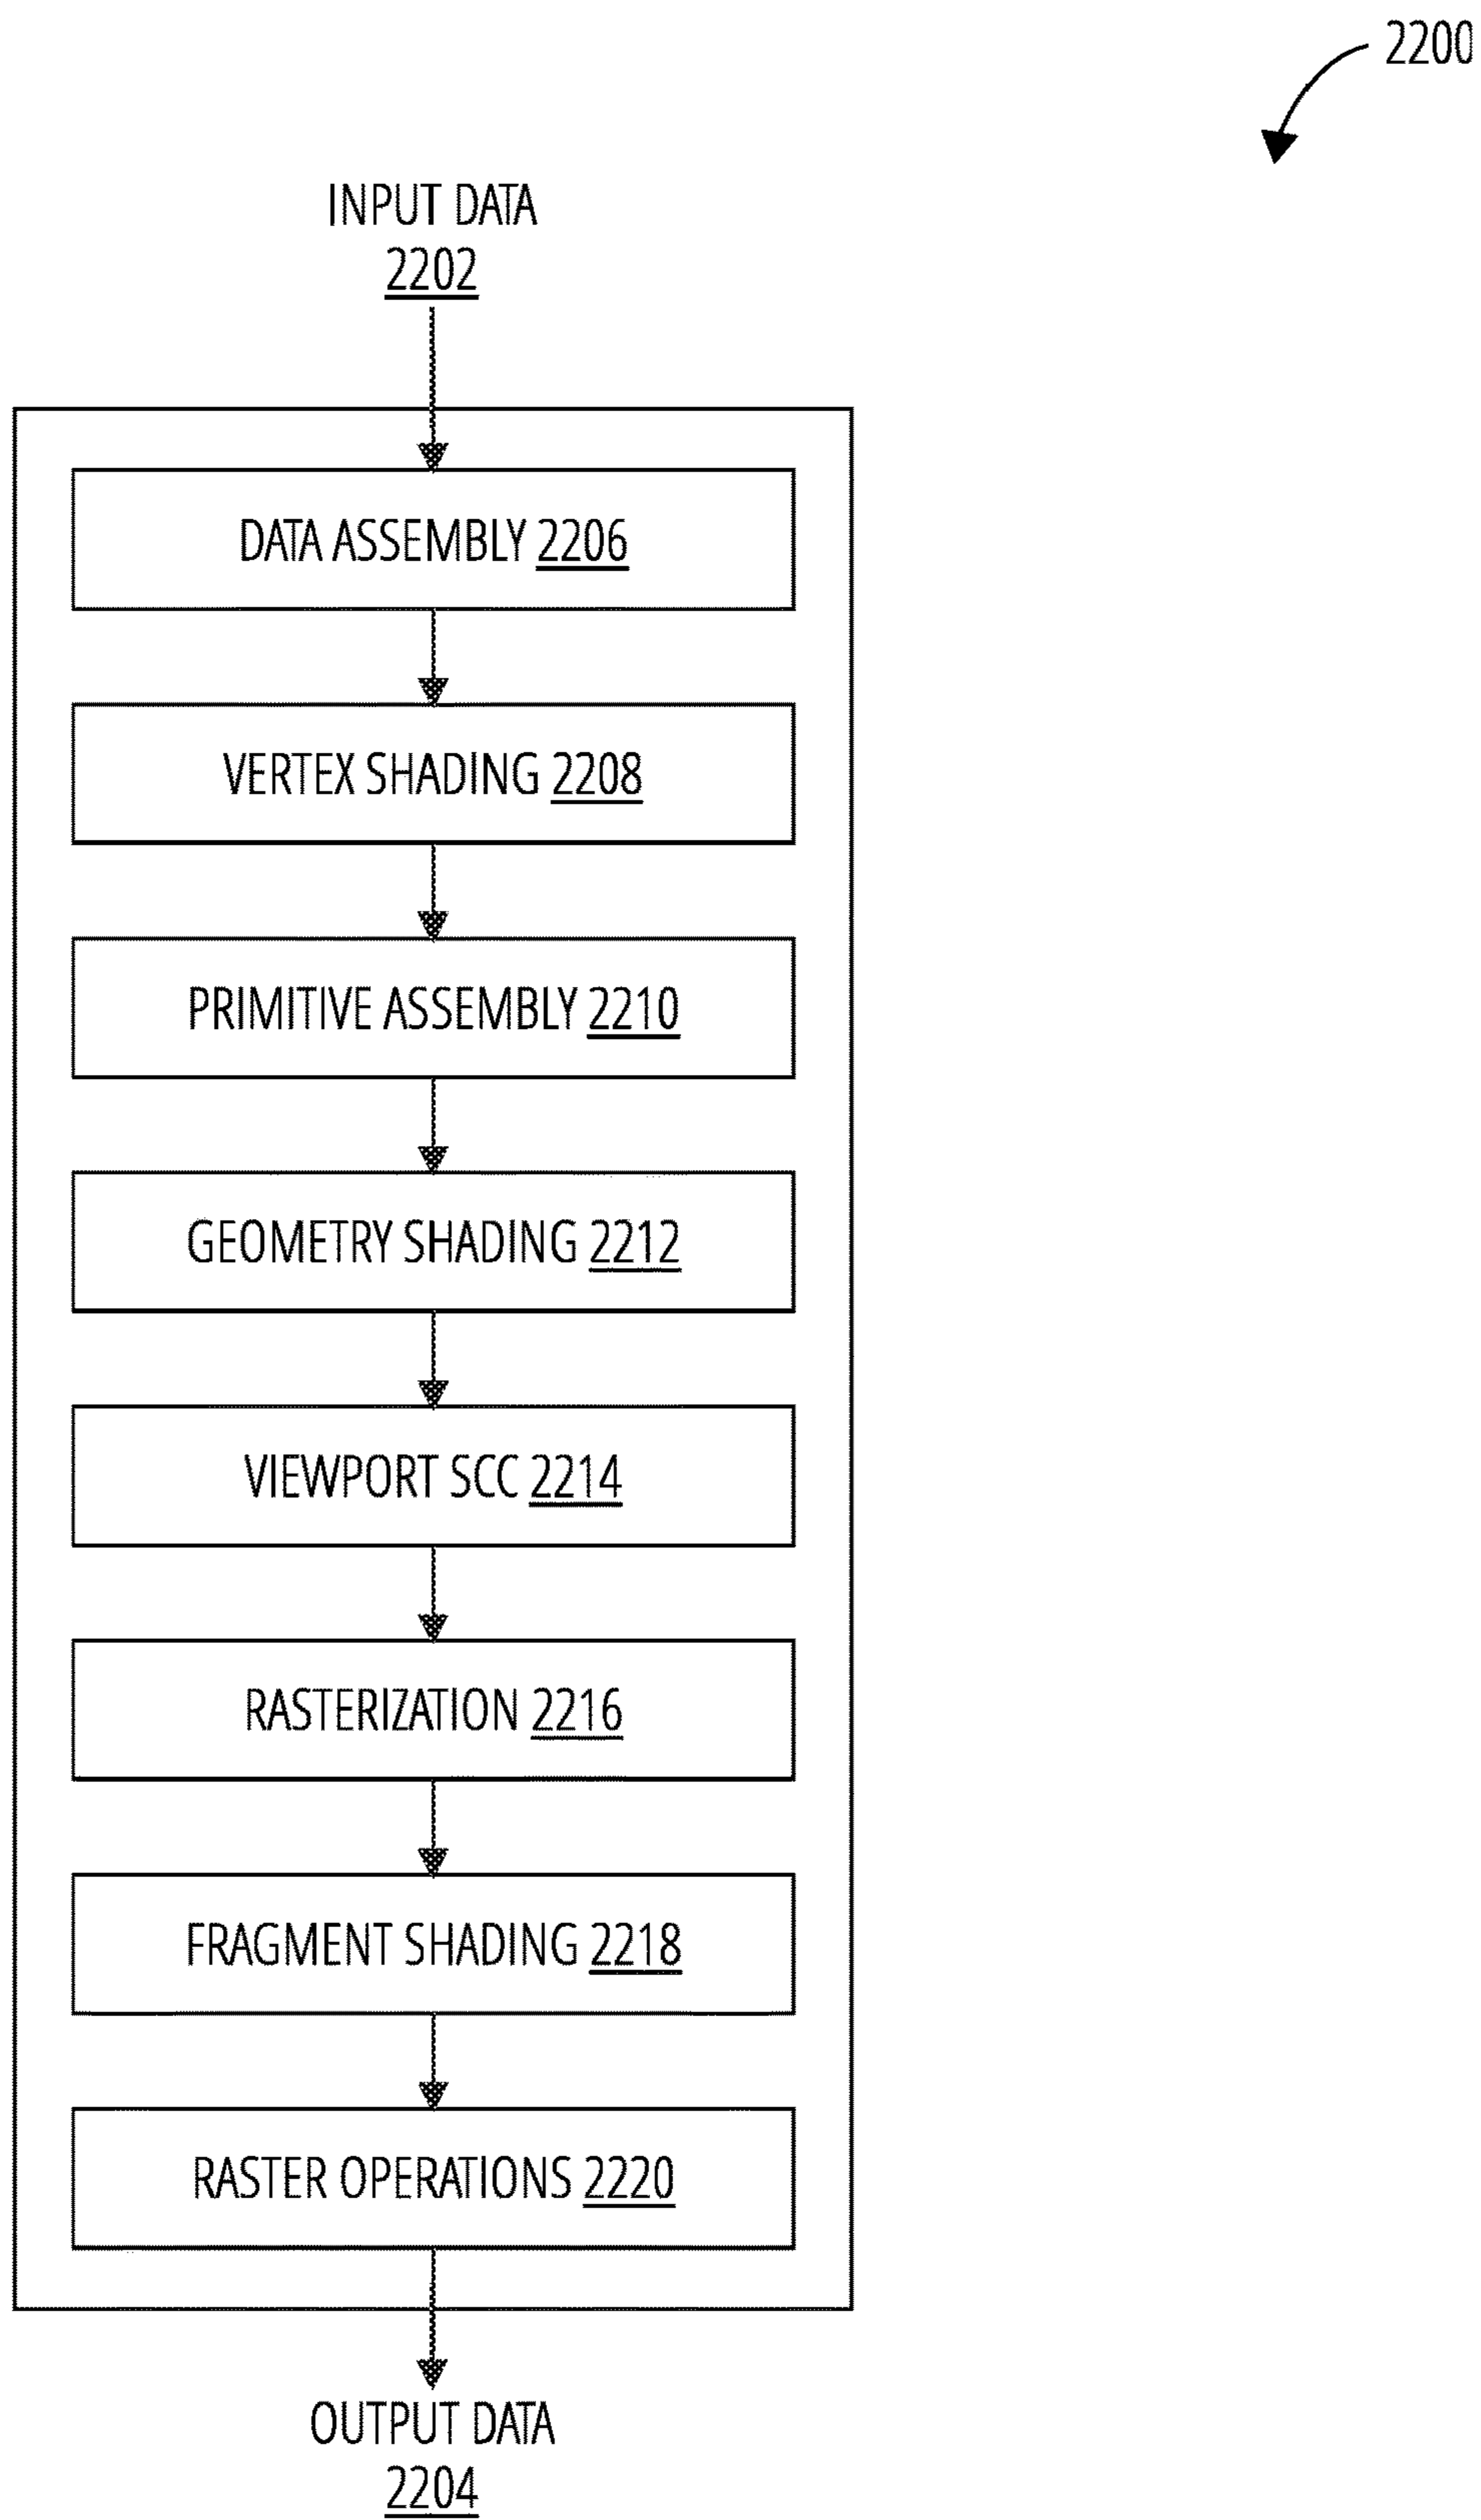 2200
INPUT DATA
2202
DATA ASSEMBLY 2206
VERTEX SHADING 2208
PRIMITIVE ASSEMBLY 2210
GEOMETRY SHADING 2212
VIEWPORT SCC 2214
RASTERIZATION 2216
FRAGMENT SHADING 2218
RASTER OPERATIONS 2220
OUTPUT DATA
2204